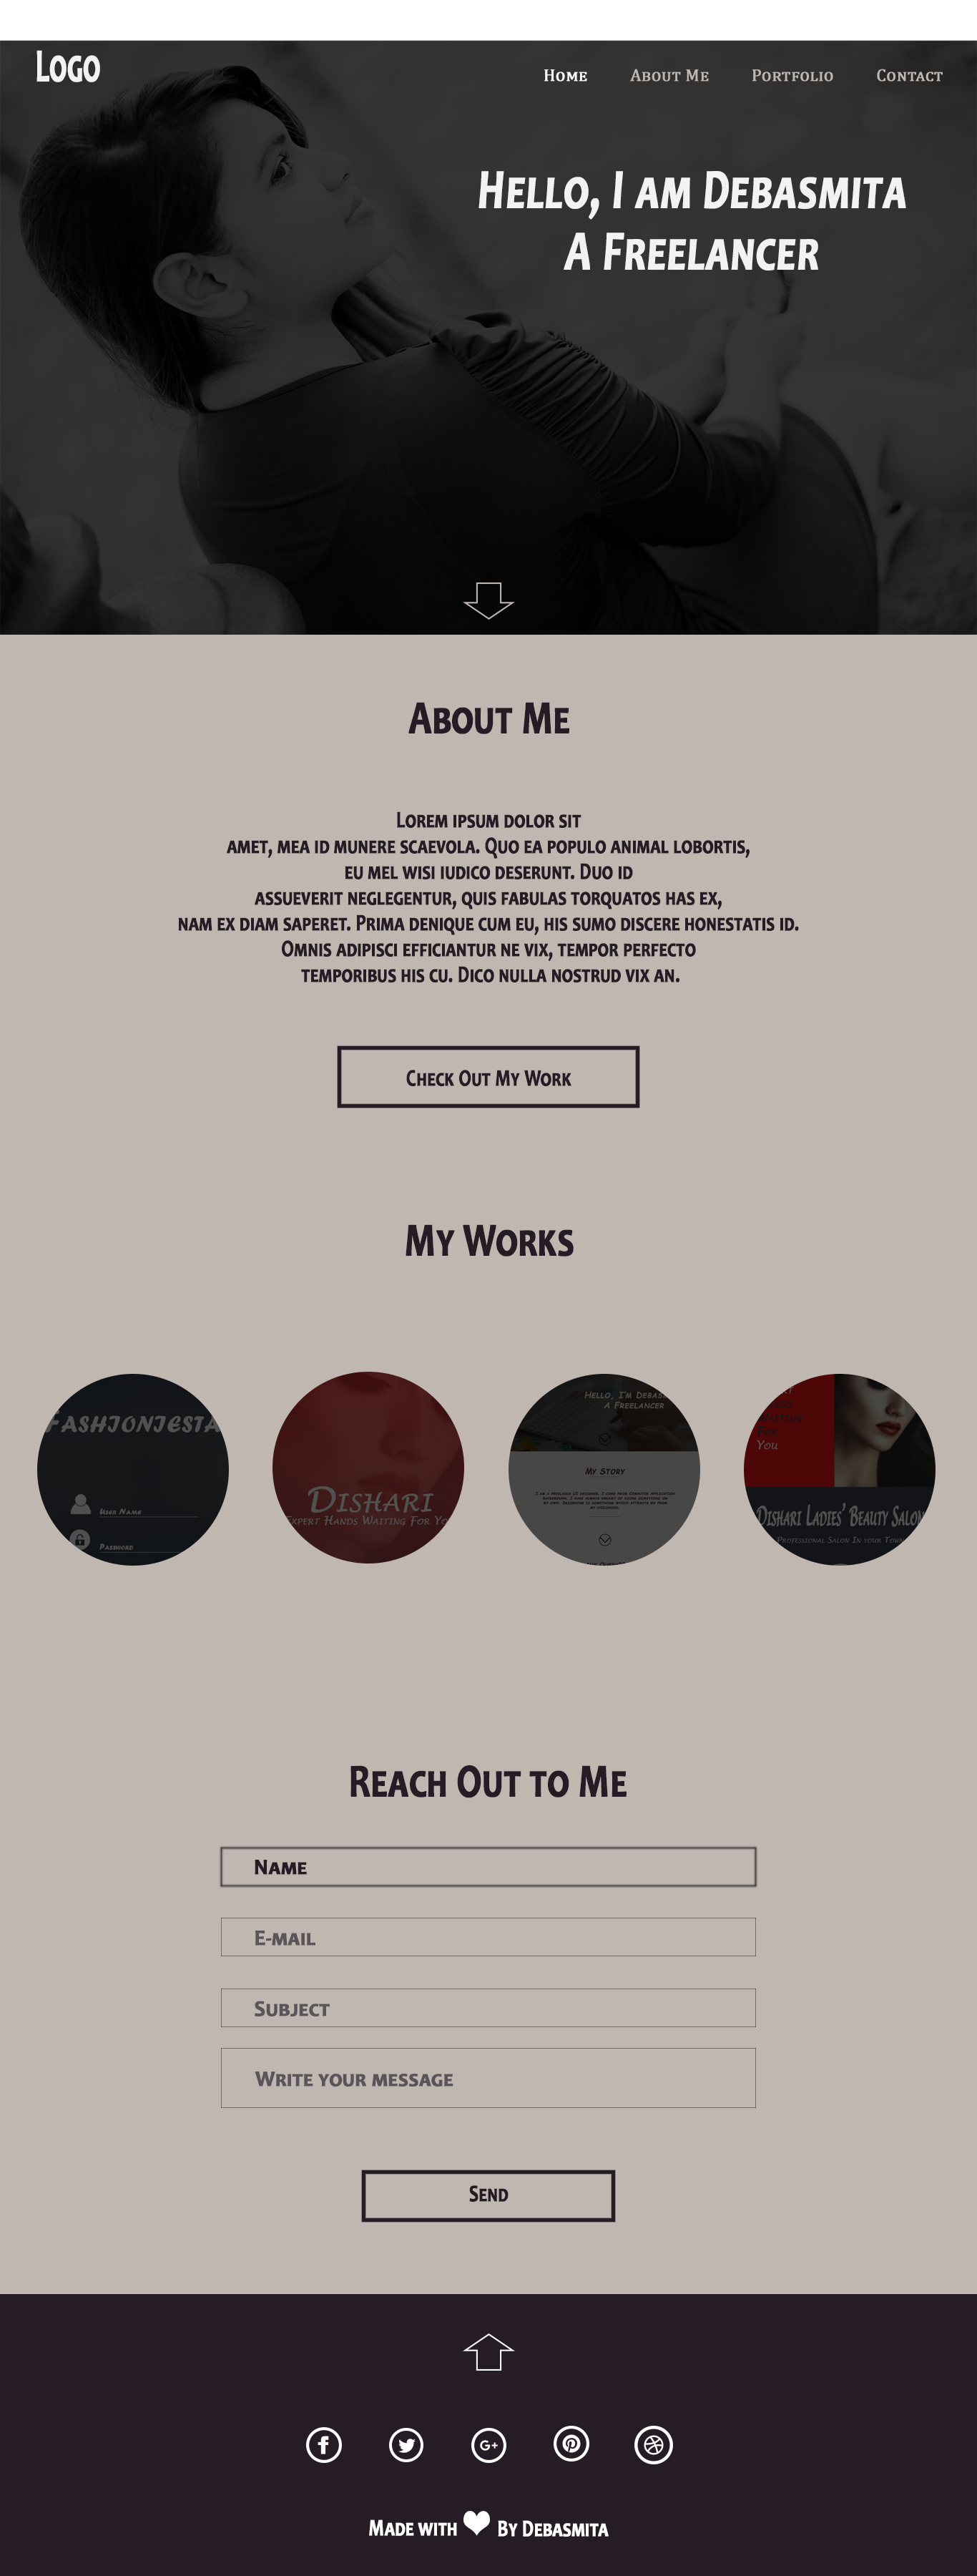 Logo
Home About Me Portfolio Contact
Hello, I am Debasmita
A Freelancer
About Me
Lorem ipsum dolor sit
amet, mea id munere scaevola. Quo ea populo animal lobortis,
eu mel wisi iudico deserunt. Duo id
assueverit neglegentur, quis fabulas torquatos has ex,
nam ex diam saperet. Prima denique cum eu, his sumo discere honestatis id.
Omnis adipisci efficiantur ne vix, tempor perfecto
temporibus his cu. Dico nulla nostrud vix an.
Check Out My Work
My Works
Fashioniesta
User Name
Password
Dishari
Expert Hands Waiting For You
Hello, I'm Debas
A Freelancer
My Story
You
Dishari Ladies' Beauty Salon
Professional Salon In your Town
Reach Out to Me
Name
E-mail
Subject
Write your message
Send
G+
Made with By Debasmita